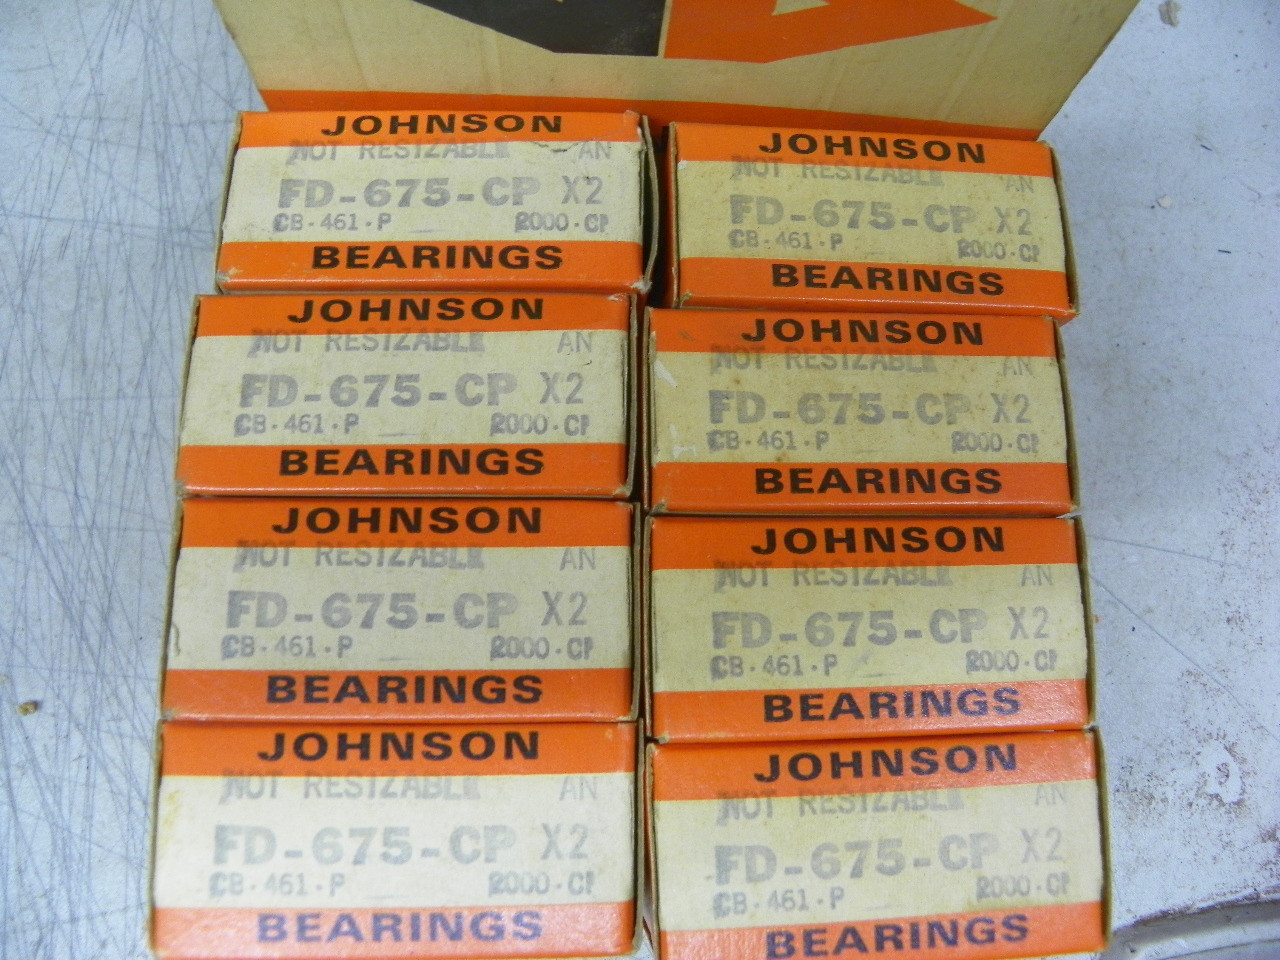 JOHNSON
NOT RESIZABLE AN
FD-675-CP X2
CB·461·P 2000·CP
BEARINGS
JOHNSON
NOT RESIZABLE AN
FD-675-CP X2
CB·461·P 2000·CP
BEARINGS
JOHNSON
NOT RESIZABLE AN
FD-675-CP X2
CB·461·P 2000·CP
BEARINGS
JOHNSON
NOT RESIZABLE AN
FD-675-CP X2
CB·461·P 2000·CP
BEARINGS
JOHNSON
NOT RESIZABLE AN
FD-675-CP X2
CB·461·P 2000·CP
BEARINGS
JOHNSON
NOT RESIZABLE AN
FD-675-CP X2
CB·461·P 2000·CP
BEARINGS
JOHNSON
NOT RESIZABLE AN
FD-675-CP X2
CB·461·P 2000·CP
BEARINGS
JOHNSON
NOT RESIZABLE AN
FD-675-CP X2
CB·461·P 2000·CP
BEARINGS